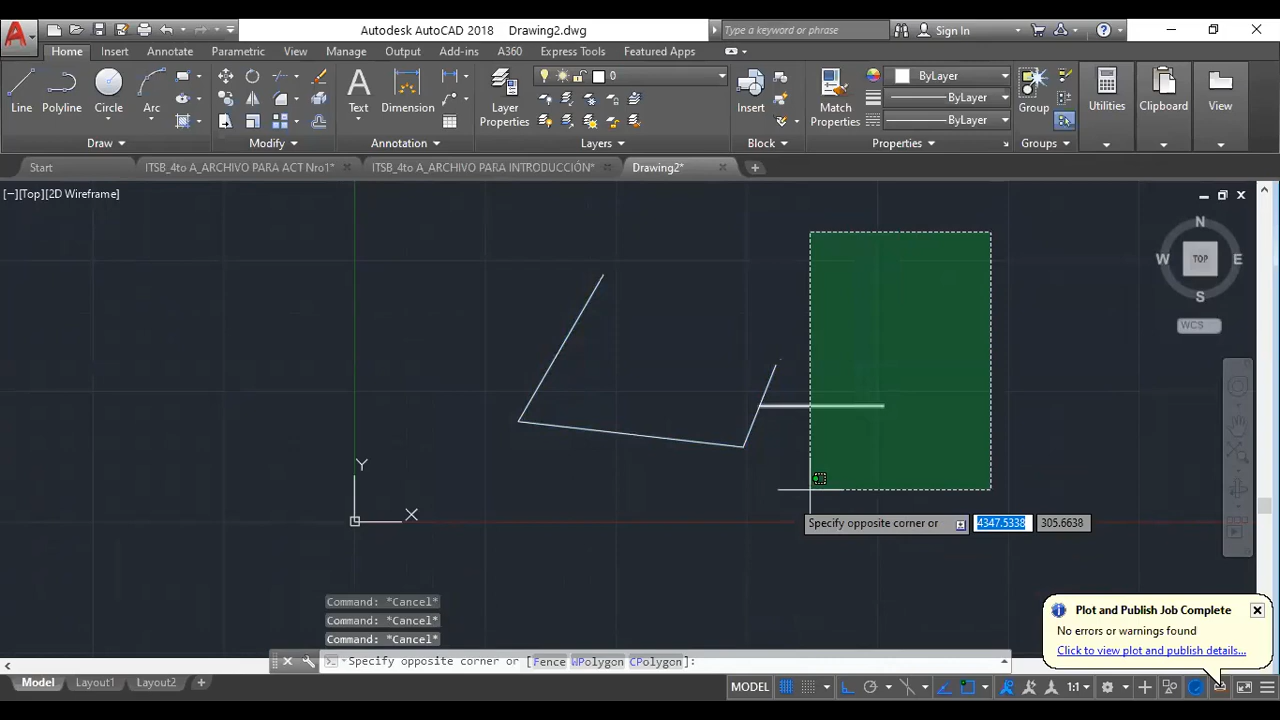 A Autodesk AutoCAD 2018 Drawing2.dwg Type a keyword or phrase Sign In
Home Insert Annotate Parametric View Manage Output Add-ins A360 Express Tools Featured Apps
A 0 ByLayer
ByLayer
ByLayer
Line Polyline Circle Arc Text Dimension Layer Properties Insert Match Properties Group Utilities Clipboard View
Draw Modify Annotation Layers Block Properties Groups
Start ITSB_4to A_ARCHIVO PARA ACT Nro1* ITSB_4to A_ARCHIVO PARA INTRODUCCIÓN* Drawing2*
[−][Top][2D Wireframe]
N
W TOP E
S
WCS
Y
X
Specify opposite corner or 4347.5338 305.6638
Command: *Cancel*
Command: *Cancel*
Command: *Cancel*
Specify opposite corner or [Fence WPolygon CPolygon]:
Plot and Publish Job Complete
No errors or warnings found
Click to view plot and publish details...
Model Layout1 Layout2 +
MODEL 1:1